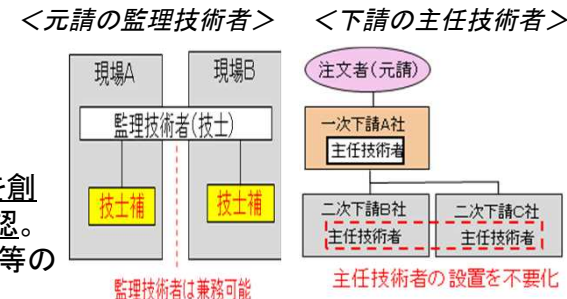 ＜元請の監理技術者＞
＜下請の主任技術者＞
現場A
現場B
監理技術者(技士)
技士補
技士補
監理技術者は兼務可能
注文者(元請)
一次下請A社
主任技術者
二次下請B社
主任技術者
二次下請C社
主任技術者
主任技術者の設置を不要化
創
認。
等の